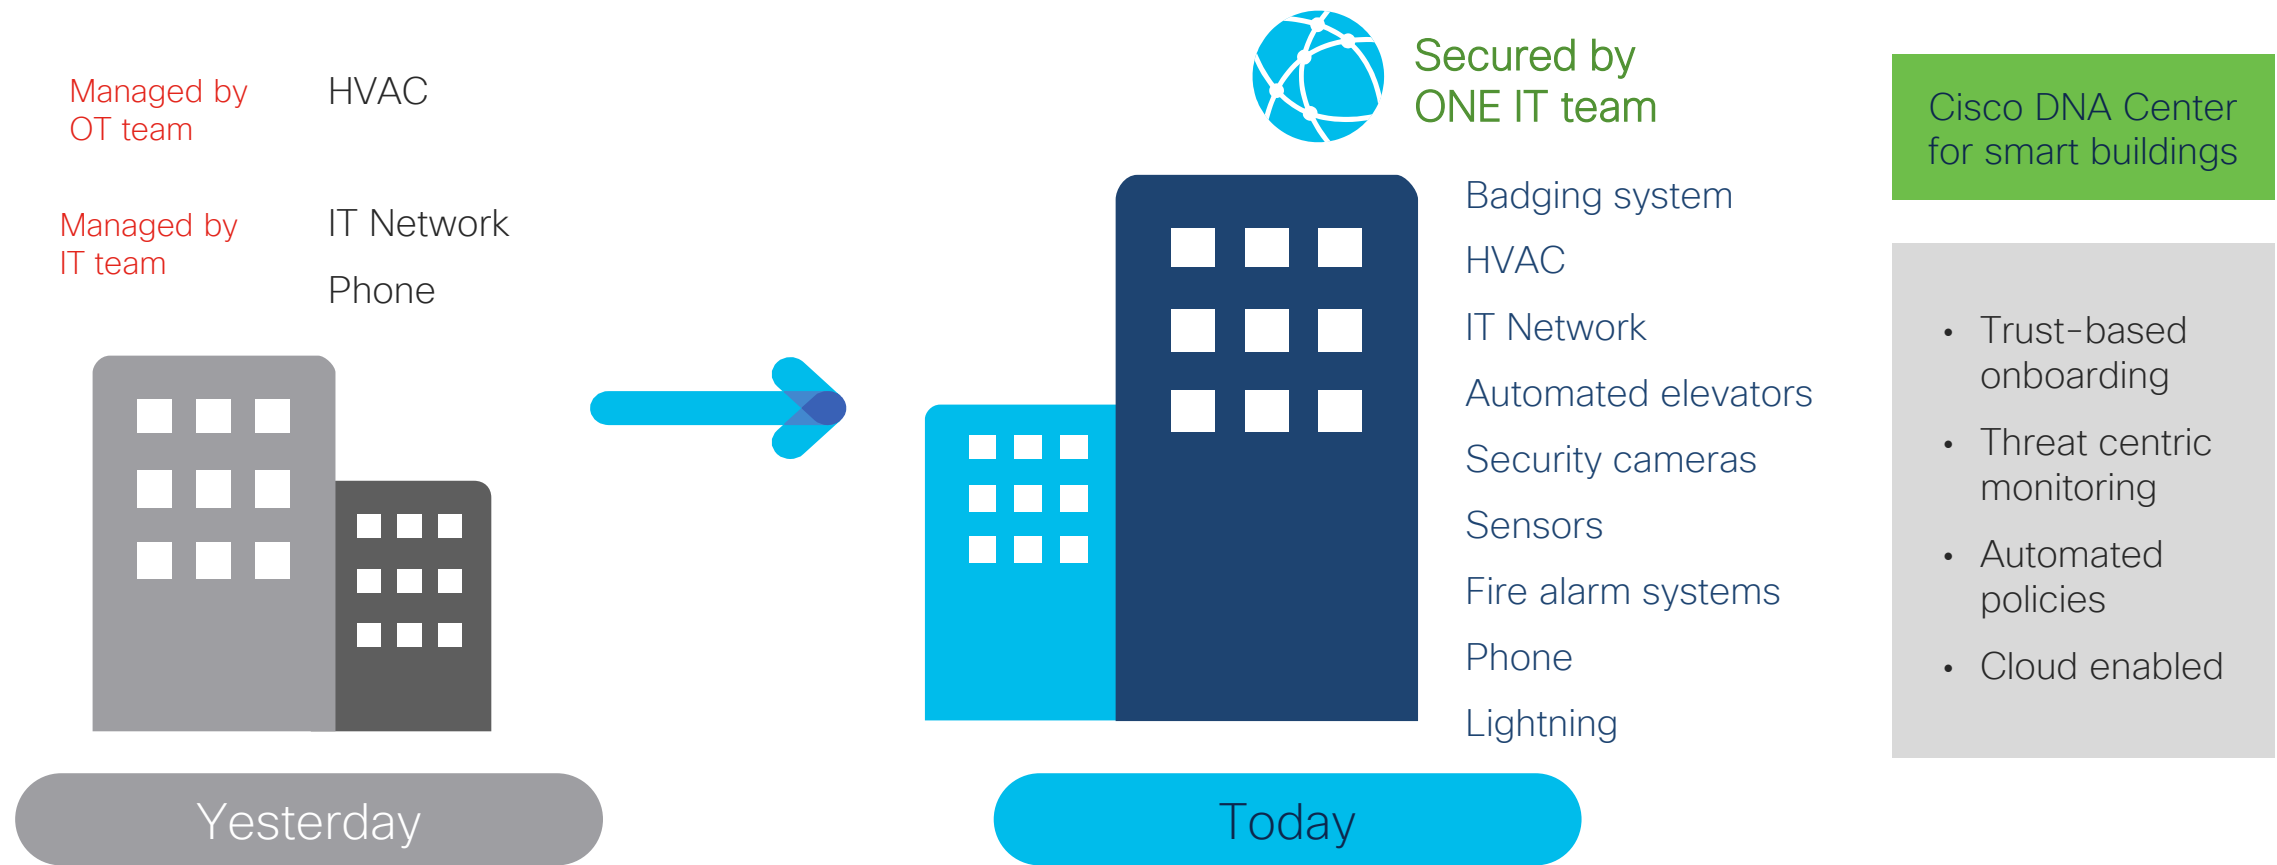 Managed by
OT team
HVAC
Managed by
IT team
IT Network
Phone
Yesterday
Secured by
ONE IT team
Badging system
HVAC
IT Network
Automated elevators
Security cameras
Sensors
Fire alarm systems
Phone
Lightning
Today
Cisco DNA Center
for smart buildings
• Trust-based
onboarding
• Threat centric
monitoring
• Automated
policies
• Cloud enabled